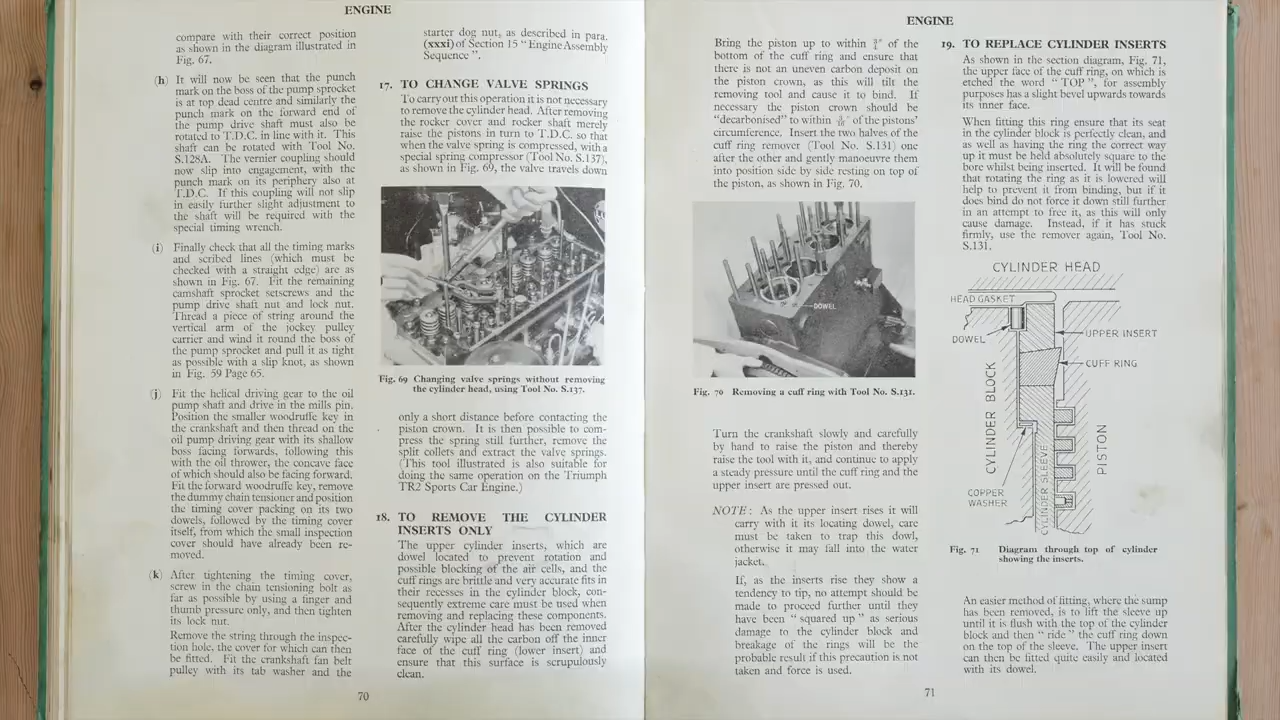 ENGINE
compare with their correct position
as shown in the diagram illustrated in
Fig. 67.
(h) It will now be seen that the punch
mark on the boss of the pump sprocket
is at top dead centre and similarly the
punch mark on the forward end of
the pump drive shaft must also be
rotated to T.D.C. in line with it. This
shaft can be rotated with Tool No.
S.128A. The vernier coupling should
now slip into engagement, with the
punch mark on its periphery also at
T.D.C. If this coupling will not slip
in easily further slight adjustment to
the shaft will be required with the
special timing wrench.
(i) Finally check that all the timing marks
and scribed lines (which must be
checked with a straight edge) are as
shown in Fig. 67. Fit the remaining
camshaft sprocket setscrews and the
pump drive shaft nut and lock nut.
Thread a piece of string around the
vertical arm of the jockey pulley
carrier and wind it round the boss of
the pump sprocket and pull it as tight
as possible with a slip knot, as shown
in Fig. 59 Page 65.
(j) Fit the helical driving gear to the oil
pump shaft and drive in the mills pin.
Position the smaller woodruffe key in
the crankshaft and then thread on the
oil pump driving gear with its shallow
boss facing forwards, following this
with the oil thrower, the concave face
of which should also be facing forward.
Fit the forward woodruffe key, remove
the dummy chain tensioner and position
the timing cover packing on its two
dowels, followed by the timing cover
itself, from which the small inspection
cover should have already been re-
moved.
(k) After tightening the timing cover,
screw in the chain tensioning bolt as
far as possible by using a finger and
thumb pressure only, and then tighten
its lock nut.
Remove the string through the inspec-
tion hole, the cover for which can then
be fitted. Fit the crankshaft fan belt
pulley with its tab washer and the
starter dog nut, as described in para.
(xxxi) of Section 15 "Engine Assembly
Sequence".
17. TO CHANGE VALVE SPRINGS
To carry out this operation it is not necessary
to remove the cylinder head. After removing
the rocker cover and rocker shaft merely
raise the pistons in turn to T.D.C. so that
when the valve spring is compressed, with a
special spring compressor (Tool No. S.137),
as shown in Fig. 69, the valve travels down
Fig. 69 Changing valve springs without removing
the cylinder head, using Tool No. S.137.
only a short distance before contacting the
piston crown. It is then possible to com-
press the spring still further, remove the
split collets and extract the valve springs.
(This tool illustrated is also suitable for
doing the same operation on the Triumph
TR2 Sports Car Engine.)
18. TO REMOVE THE CYLINDER
INSERTS ONLY
The upper cylinder inserts, which are
dowel located to prevent rotation and
possible blocking of the air cells, and the
cuff rings are brittle and very accurate fits in
their recesses in the cylinder block, con-
sequently extreme care must be used when
removing and replacing these components.
After the cylinder head has been removed
carefully wipe all the carbon off the inner
face of the cuff ring (lower insert) and
ensure that this surface is scrupulously
clean.
70
ENGINE
Bring the piston up to within ¾" of the
bottom of the cuff ring and ensure that
there is not an uneven carbon deposit on
the piston crown, as this will tilt the
removing tool and cause it to bind. If
necessary the piston crown should be
"decarbonised" to within " of the pistons'
circumference. Insert the two halves of the
cuff ring remover (Tool No. S.131) one
after the other and gently manoeuvre them
into position side by side resting on top of
the piston, as shown in Fig. 70.
DOWEL
Fig. 70 Removing a cuff ring with Tool No. S.131.
Turn the crankshaft slowly and carefully
by hand to raise the piston and thereby
raise the tool with it, and continue to apply
a steady pressure until the cuff ring and the
upper insert are pressed out.
NOTE: As the upper insert rises it will
carry with it its locating dowel, care
must be taken to trap this dowl,
otherwise it may fall into the water
jacket.
If, as the inserts rise they show a
tendency to tip, no attempt should be
made to proceed further until they
have been "squared up" as serious
damage to the cylinder block and
breakage of the rings will be the
probable result if this precaution is not
taken and force is used.
19. TO REPLACE CYLINDER INSERTS
As shown in the section diagram, Fig. 71,
the upper face of the cuff ring, on which is
etched the word "TOP", for assembly
purposes has a slight bevel upwards towards
its inner face.
When fitting this ring ensure that its seat
in the cylinder block is perfectly clean, and
as well as having the ring the correct way
up it must be held absolutely square to the
bore whilst being inserted. It will be found
that rotating the ring as it is lowered will
help to prevent it from binding, but if it
does bind do not force it down still further
in an attempt to free it, as this will only
cause damage. Instead, if it has stuck
firmly, use the remover again, Tool No.
S.131.
CYLINDER HEAD
HEAD GASKET
DOWEL
UPPER INSERT
CUFF RING
CYLINDER BLOCK
PISTON
COPPER
WASHER
CYLINDER SLEEVE
Fig. 71 Diagram through top of cylinder
showing the inserts.
An easier method of fitting, where the sump
has been removed, is to lift the sleeve up
until it is flush with the top of the cylinder
block and then "ride" the cuff ring down
on the top of the sleeve. The upper insert
can then be fitted quite easily and located
with its dowel.
71